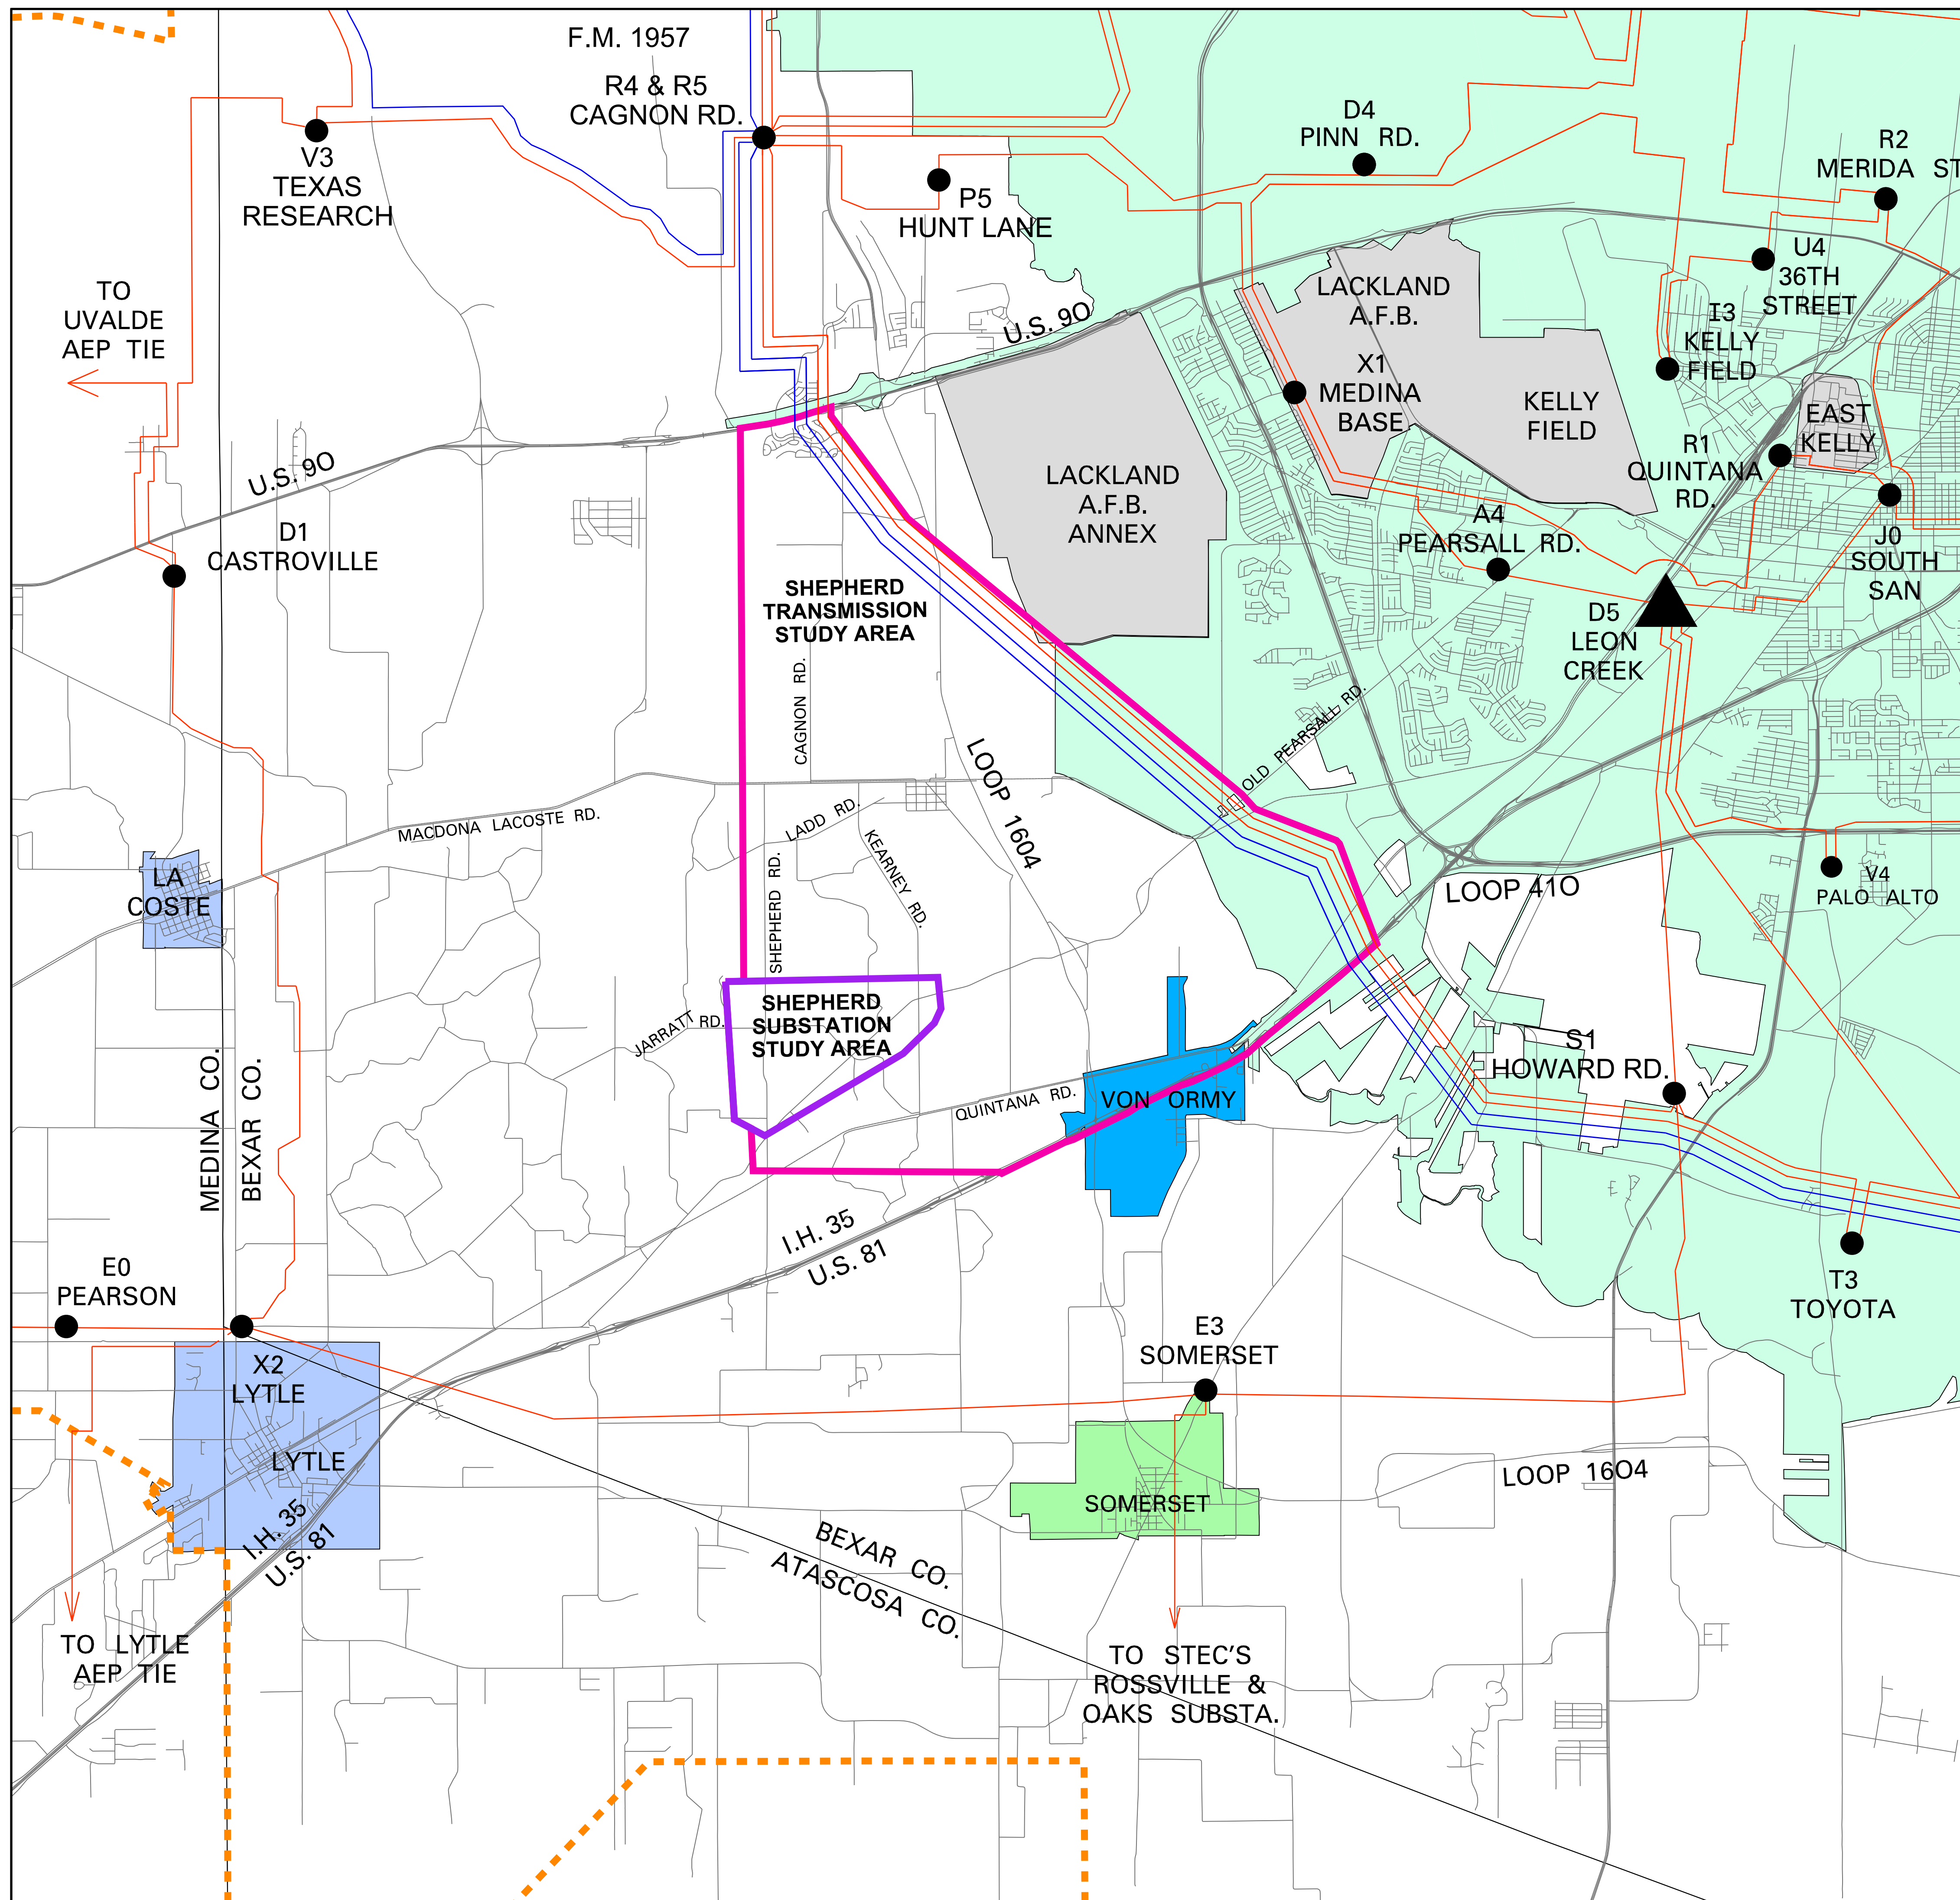 F.M. 1957
R4 & R5
CAGNON RD.
V3
TEXAS
RESEARCH
P5
HUNT LANE
D4
PINN RD.
R2
MERIDA ST
U4
36TH
STREET
I3
KELLY
FIELD
TO
UVALDE
AEP TIE
U.S. 90
LACKLAND
A.F.B.
X1
MEDINA
BASE
KELLY
FIELD
EAST
KELLY
R1
QUINTANA
RD.
U.S. 90
D1
CASTROVILLE
LACKLAND
A.F.B.
ANNEX
A4
PEARSALL RD.
J0
SOUTH
SAN
SHEPHERD
TRANSMISSION
STUDY AREA
D5
LEON
CREEK
CAGNON RD.
OLD PEARSALL RD.
LOOP 1604
MACDONA LACOSTE RD.
LADD RD.
KEARNEY RD.
SHEPHERD RD.
LA
COSTE
LOOP 410
V4
PALO ALTO
SHEPHERD
SUBSTATION
STUDY AREA
JARRATT RD.
MEDINA CO.
BEXAR CO.
QUINTANA RD.
VON ORMY
S1
HOWARD RD.
I.H. 35
U.S. 81
E0
PEARSON
T3
TOYOTA
X2
LYTLE
E3
SOMERSET
LYTLE
LOOP 1604
SOMERSET
I.H. 35
U.S. 81
BEXAR CO.
ATASCOSA CO.
TO LYTLE
AEP TIE
TO STEC'S
ROSSVILLE &
OAKS SUBSTA.